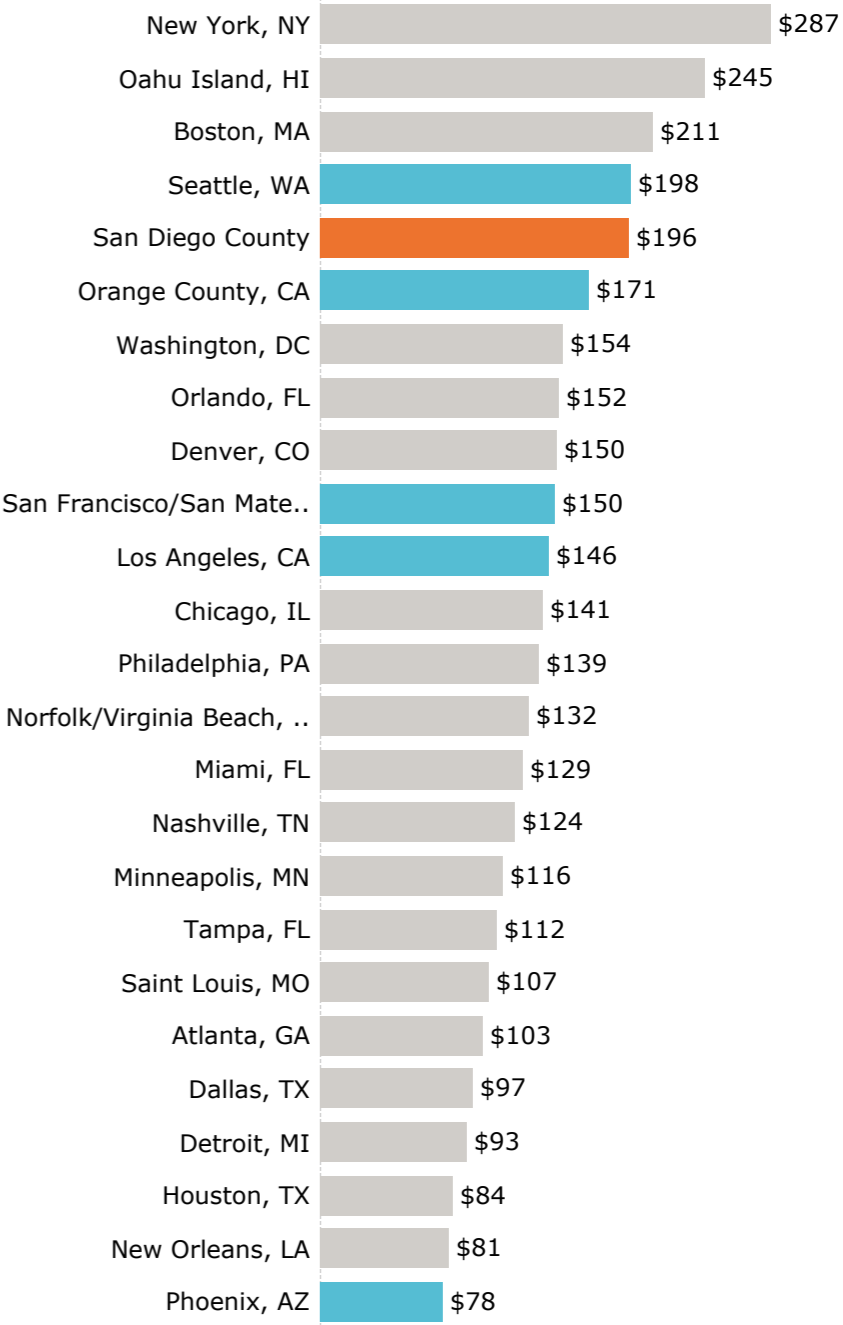 New York, NY $287
Oahu Island, HI $245
Boston, MA $211
Seattle, WA $198
San Diego County $196
Orange County, CA $171
Washington, DC $154
Orlando, FL $152
Denver, CO $150
San Francisco/San Mate.. $150
Los Angeles, CA $146
Chicago, IL $141
Philadelphia, PA $139
Norfolk/Virginia Beach, .. $132
Miami, FL $129
Nashville, TN $124
Minneapolis, MN $116
Tampa, FL $112
Saint Louis, MO $107
Atlanta, GA $103
Dallas, TX $97
Detroit, MI $93
Houston, TX $84
New Orleans, LA $81
Phoenix, AZ $78